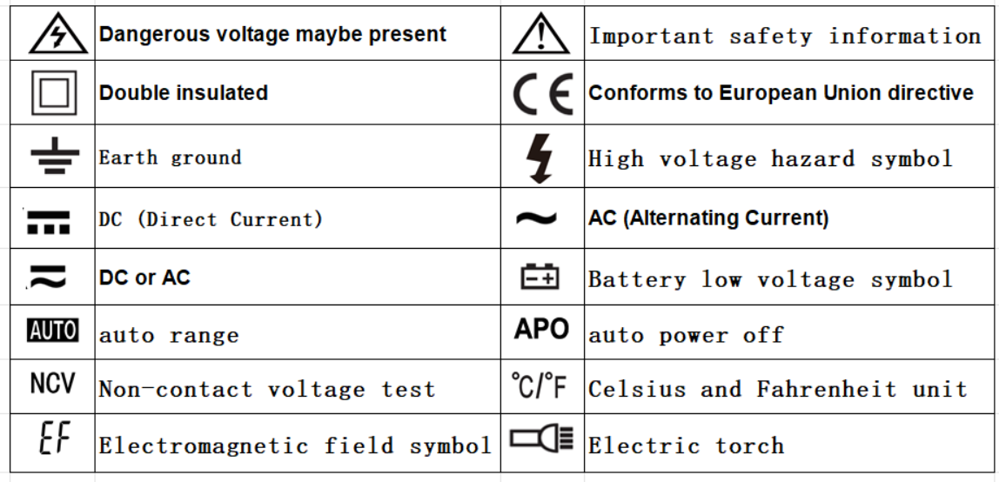 Dangerous voltage maybe present
Important safety information
Double insulated
CE Conforms to European Union directive
Earth ground
High voltage hazard symbol
DC (Direct Current)
AC (Alternating Current)
DC or AC
Battery low voltage symbol
AUTO auto range
APO auto power off
NCV Non-contact voltage test
°C/°F Celsius and Fahrenheit unit
EF Electromagnetic field symbol
Electric torch